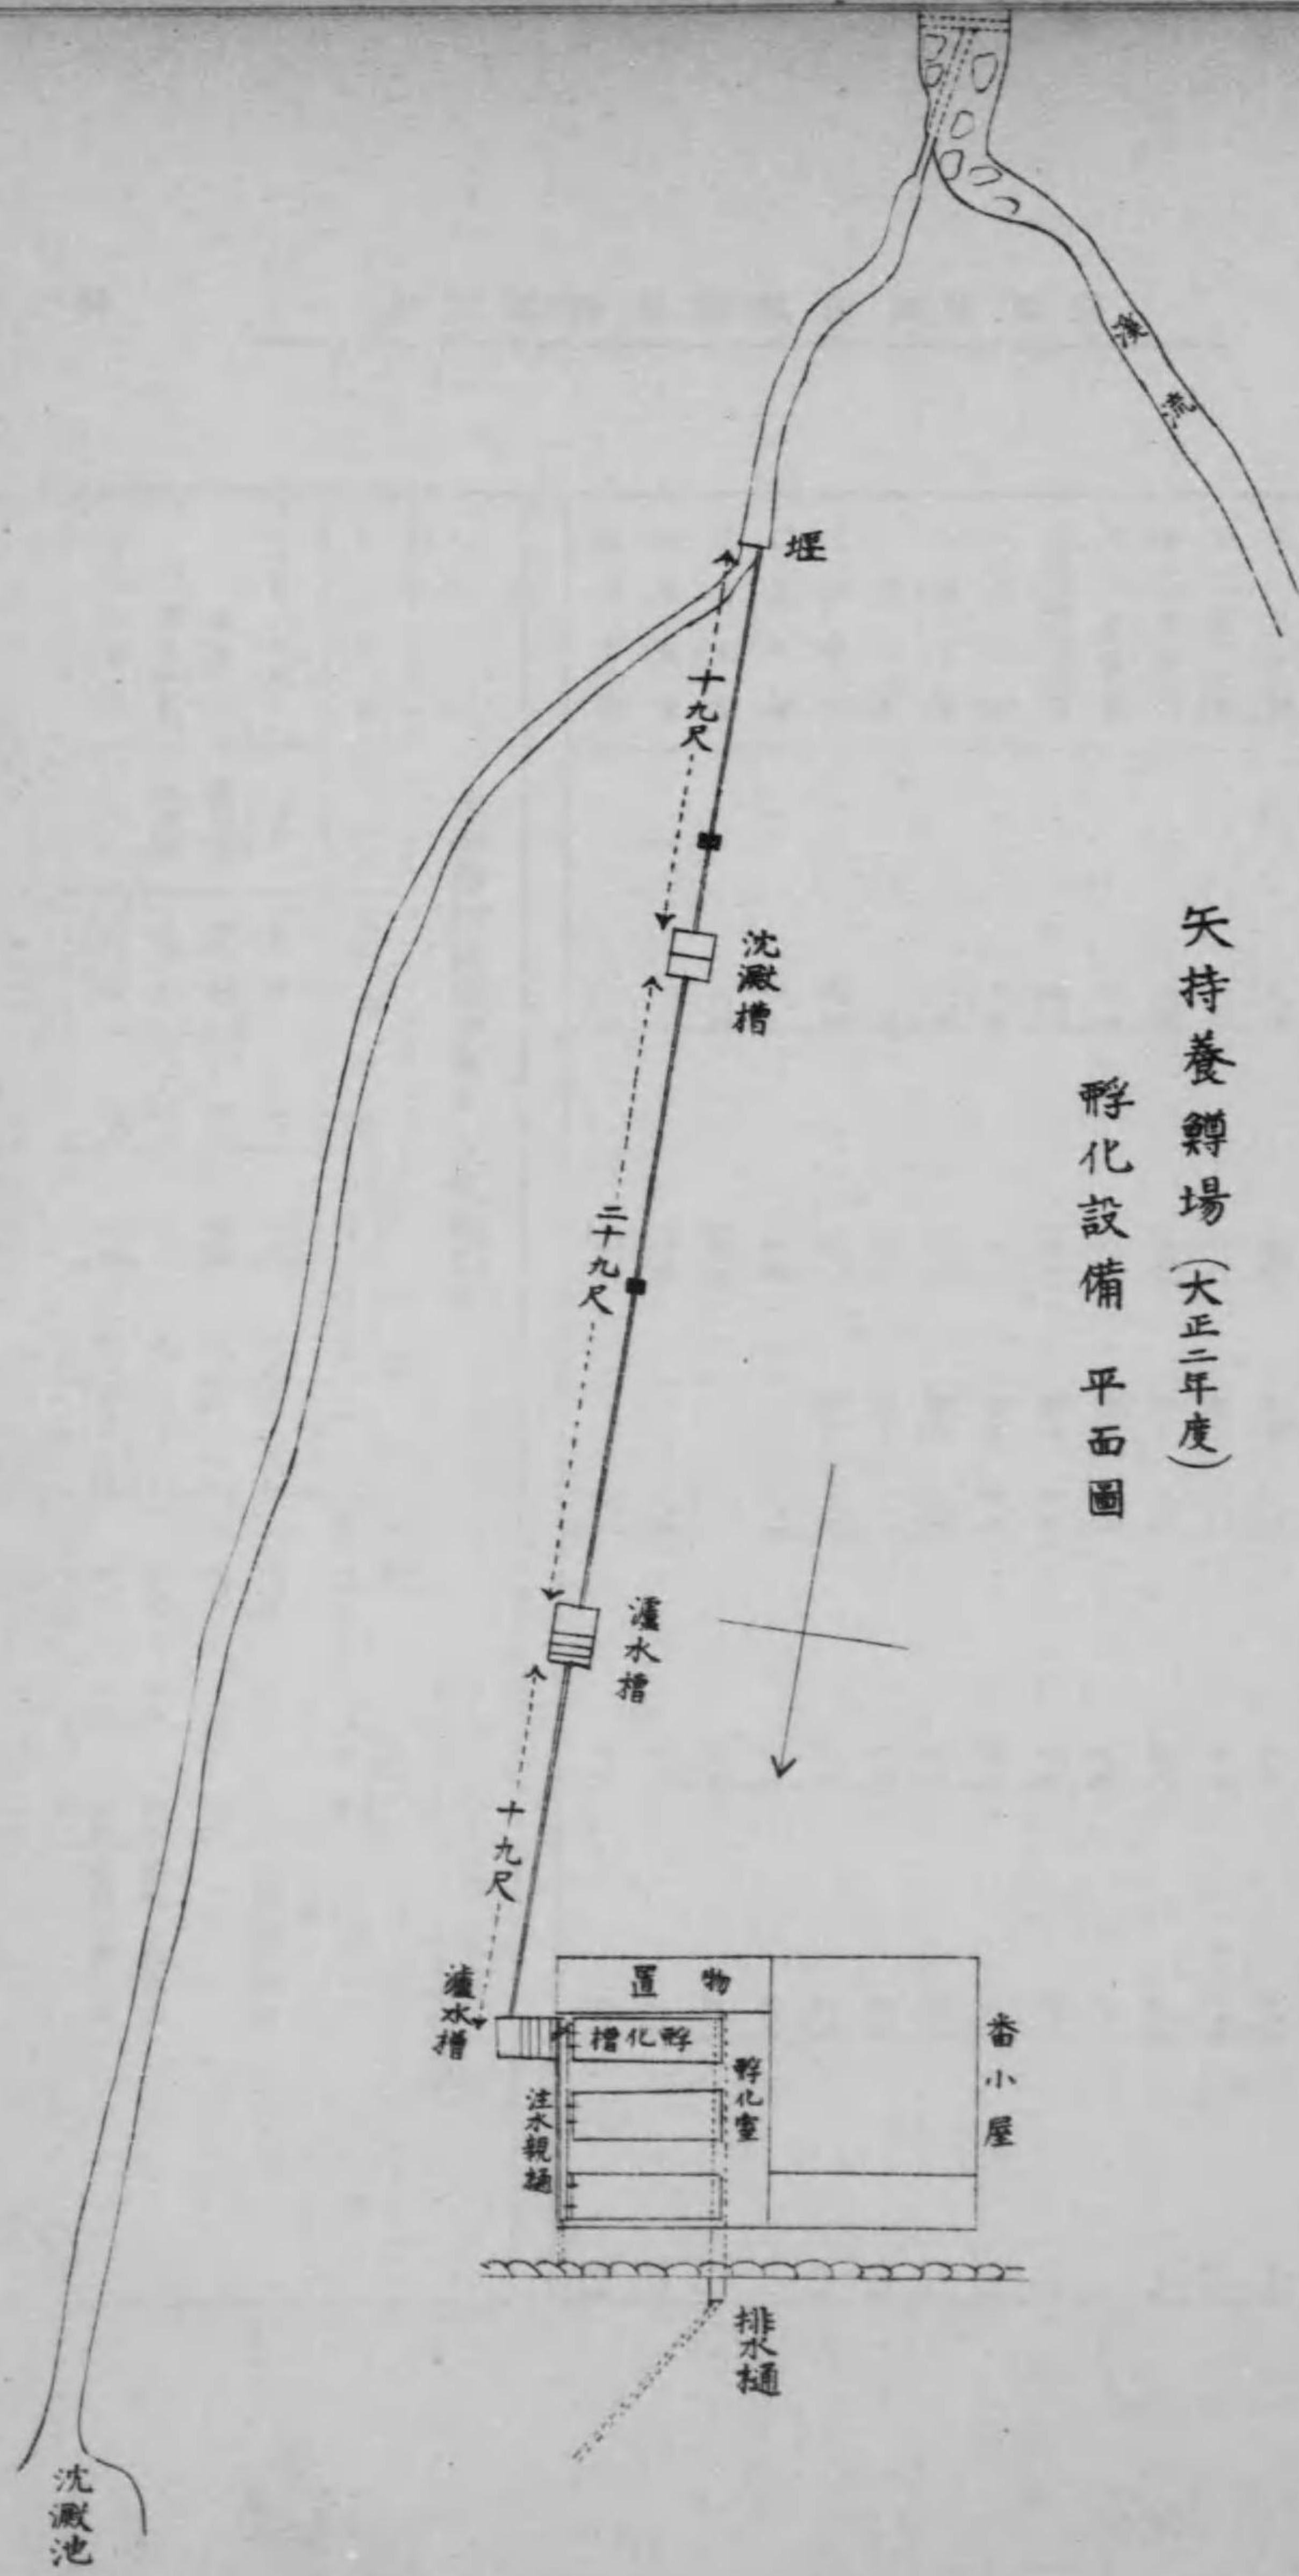 矢持養鱒場(大正二年度)
孵化設備 平面圖
溪流
堰
十九尺
沈澱槽
二十九尺
濾水槽
十九尺
濾水槽
置物
槽化孵
孵化室
注水親樋
番小屋
排水樋
沈澱池